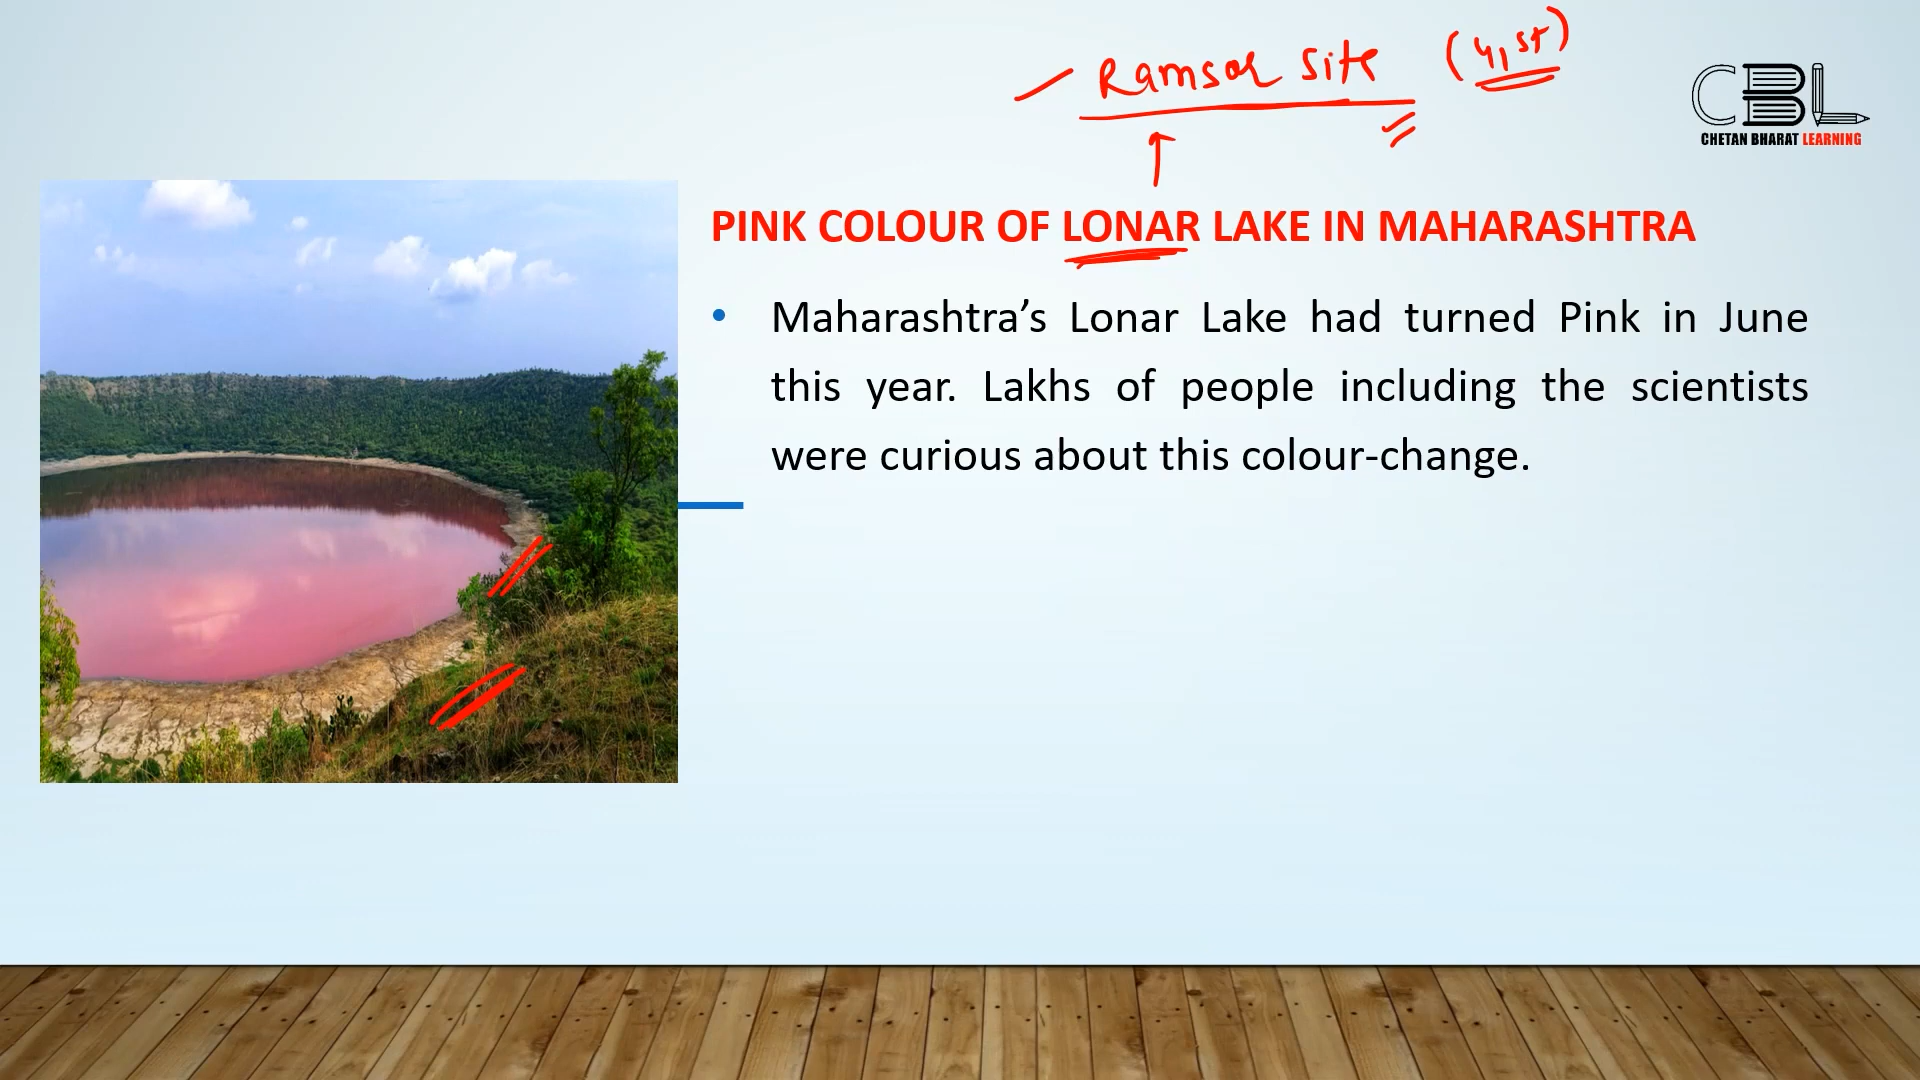 Ramsar Site (41st)
CBL
CHETAN BHARAT LEARNING
PINK COLOUR OF LONAR LAKE IN MAHARASHTRA
• Maharashtra’s Lonar Lake had turned Pink in June
this year. Lakhs of people including the scientists
were curious about this colour-change.